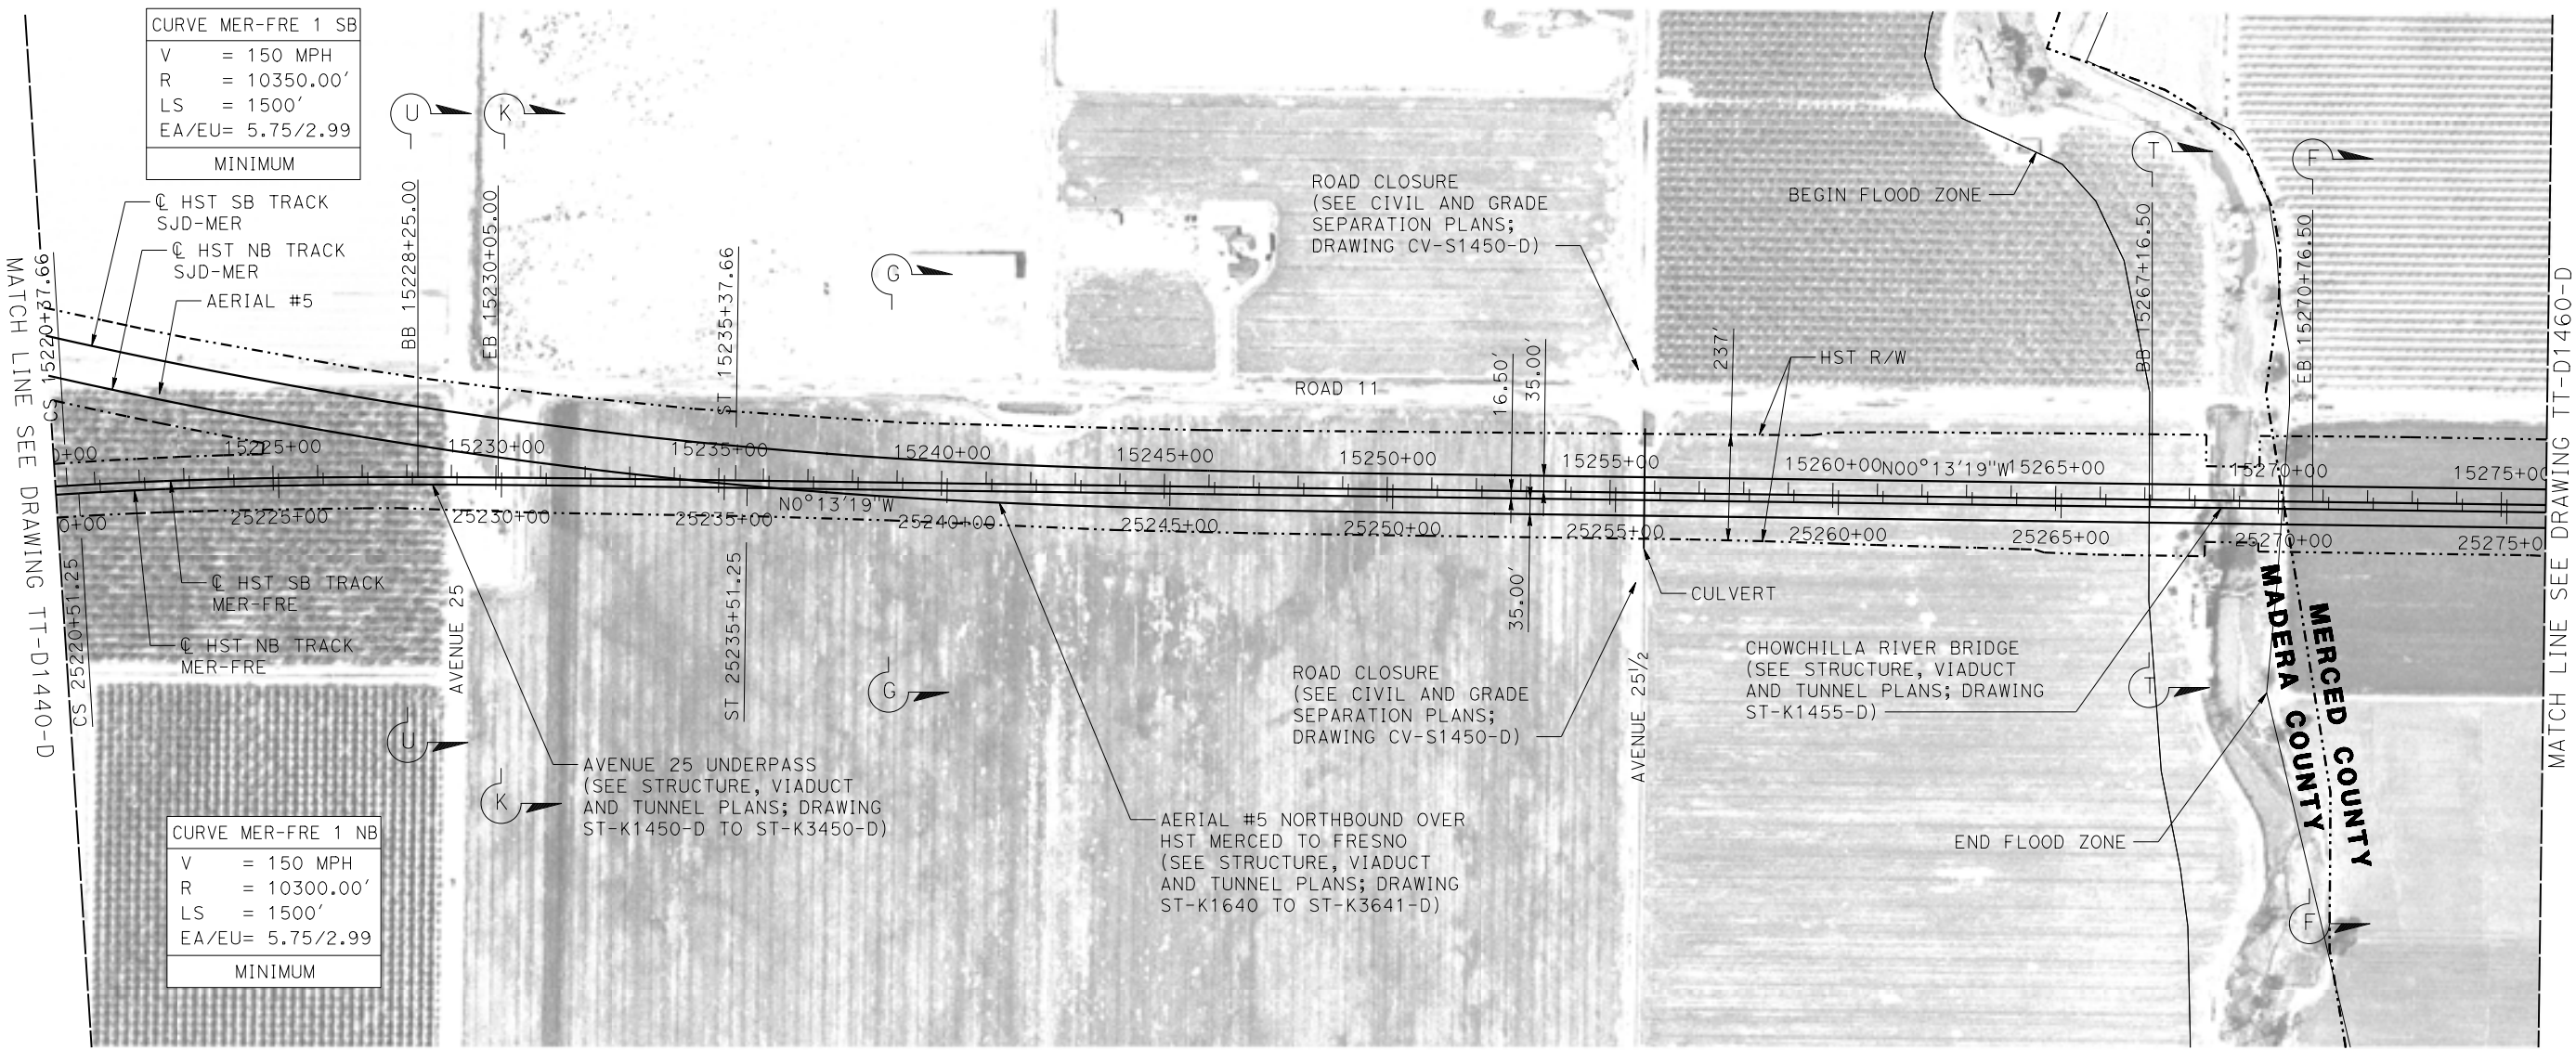 CURVE MER-FRE 1 SB
V = 150 MPH
R = 10350.00'
LS = 1500'
EA/EU= 5.75/2.99
MINIMUM
℄ HST SB TRACK
SJD-MER
℄ HST NB TRACK
SJD-MER
AERIAL #5
MATCH LINE SEE DRAWING TT-D1440-D
CS 15220+37.66
U
K
BB 15228+25.00
EB 15230+05.00
ST 15235+37.66
G
ROAD CLOSURE
(SEE CIVIL AND GRADE
SEPARATION PLANS;
DRAWING CV-S1450-D)
BEGIN FLOOD ZONE
T
F
BB 15267+16.50
EB 15270+76.50
MATCH LINE SEE DRAWING TT-D1460-D
ROAD 11
16.50'
35.00'
237'
HST R/W
0+00
15225+00
15230+00
15235+00
15240+00
15245+00
15250+00
15255+00
15260+00
N00°13'19"W
15265+00
15270+00
15275+00
N0°13'19"W
0+00
25225+00
25230+00
25235+00
25240+00
25245+00
25250+00
25255+00
25260+00
25265+00
25270+00
25275+0
CS 25220+51.25
℄ HST SB TRACK
MER-FRE
℄ HST NB TRACK
MER-FRE
AVENUE 25
ST 25235+51.25
35.00'
CULVERT
G
ROAD CLOSURE
(SEE CIVIL AND GRADE
SEPARATION PLANS;
DRAWING CV-S1450-D)
AVENUE 25½
CHOWCHILLA RIVER BRIDGE
(SEE STRUCTURE, VIADUCT
AND TUNNEL PLANS; DRAWING
ST-K1455-D)
T
MERCED COUNTY
MADERA COUNTY
U
K
AVENUE 25 UNDERPASS
(SEE STRUCTURE, VIADUCT
AND TUNNEL PLANS; DRAWING
ST-K1450-D TO ST-K3450-D)
AERIAL #5 NORTHBOUND OVER
HST MERCED TO FRESNO
(SEE STRUCTURE, VIADUCT
AND TUNNEL PLANS; DRAWING
ST-K1640 TO ST-K3641-D)
END FLOOD ZONE
F
CURVE MER-FRE 1 NB
V = 150 MPH
R = 10300.00'
LS = 1500'
EA/EU= 5.75/2.99
MINIMUM